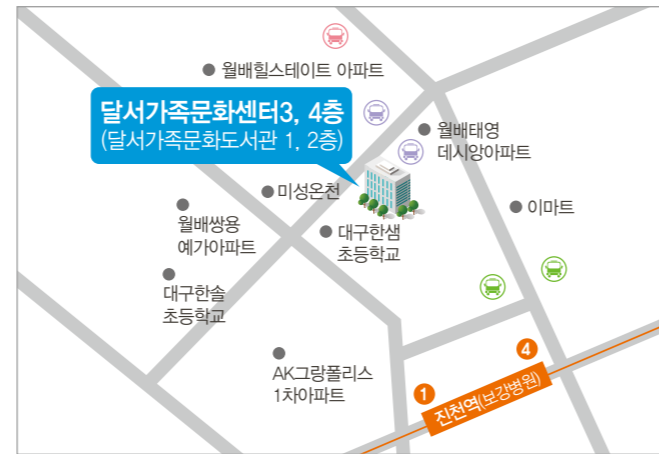 월배힐스테이트 아파트
달서가족문화센터3, 4층
(달서가족문화도서관 1, 2층)
월배태영
데시앙아파트
미성온천
이마트
월배쌍용
예가아파트
대구한샘
초등학교
대구한솔
초등학교
AK그랑폴리스
1차아파트
4
1
진천역(보강병원)